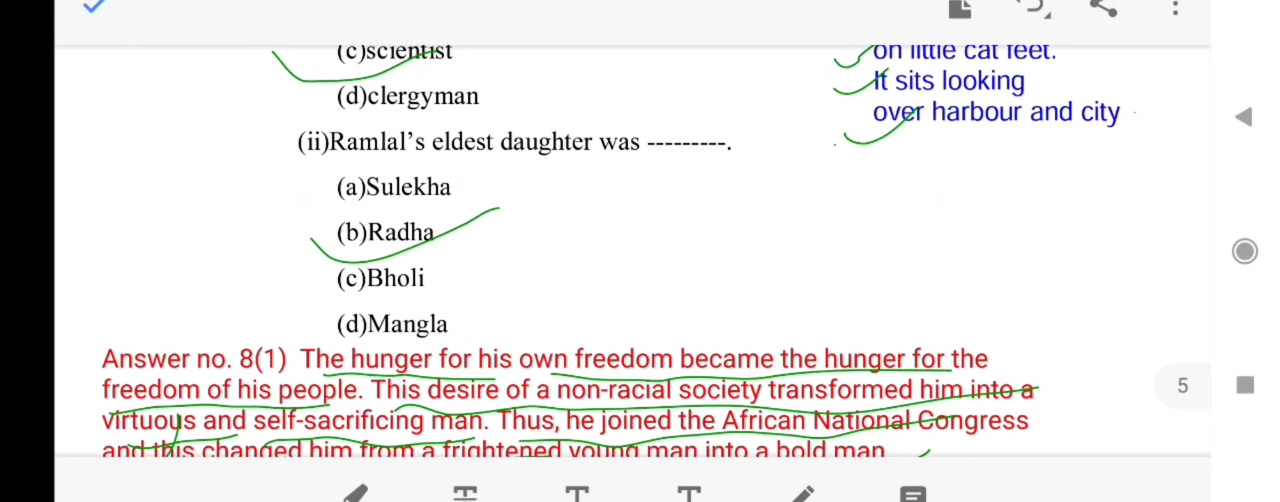 (c)scientist
(d)clergyman
(ii)Ramlal’s eldest daughter was ---------.
(a)Sulekha
(b)Radha
(c)Bholi
(d)Mangla
on little cat feet.
It sits looking
over harbour and city
Answer no. 8(1) The hunger for his own freedom became the hunger for the
freedom of his people. This desire of a non-racial society transformed him into a
virtuous and self-sacrificing man. Thus, he joined the African National Congress
and this changed him from a frightened young man into a bold man
5